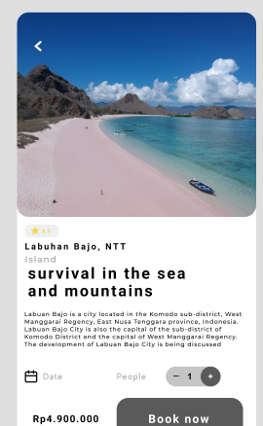 Labuhan Bajo, NTT
Island
survival in the sea
and mountains
Labuan Bajo is a city located in the Komodo sub-district, West
Manggarai Regency, East Nusa Tenggara province, Indonesia.
Labuan Bajo City is also the capital of the sub-district of
Komodo District and the capital of West Manggarai Regency.
The development of Labuan Bajo City is being discussed
Date People − 1 +
Rp4.900.000 Book now